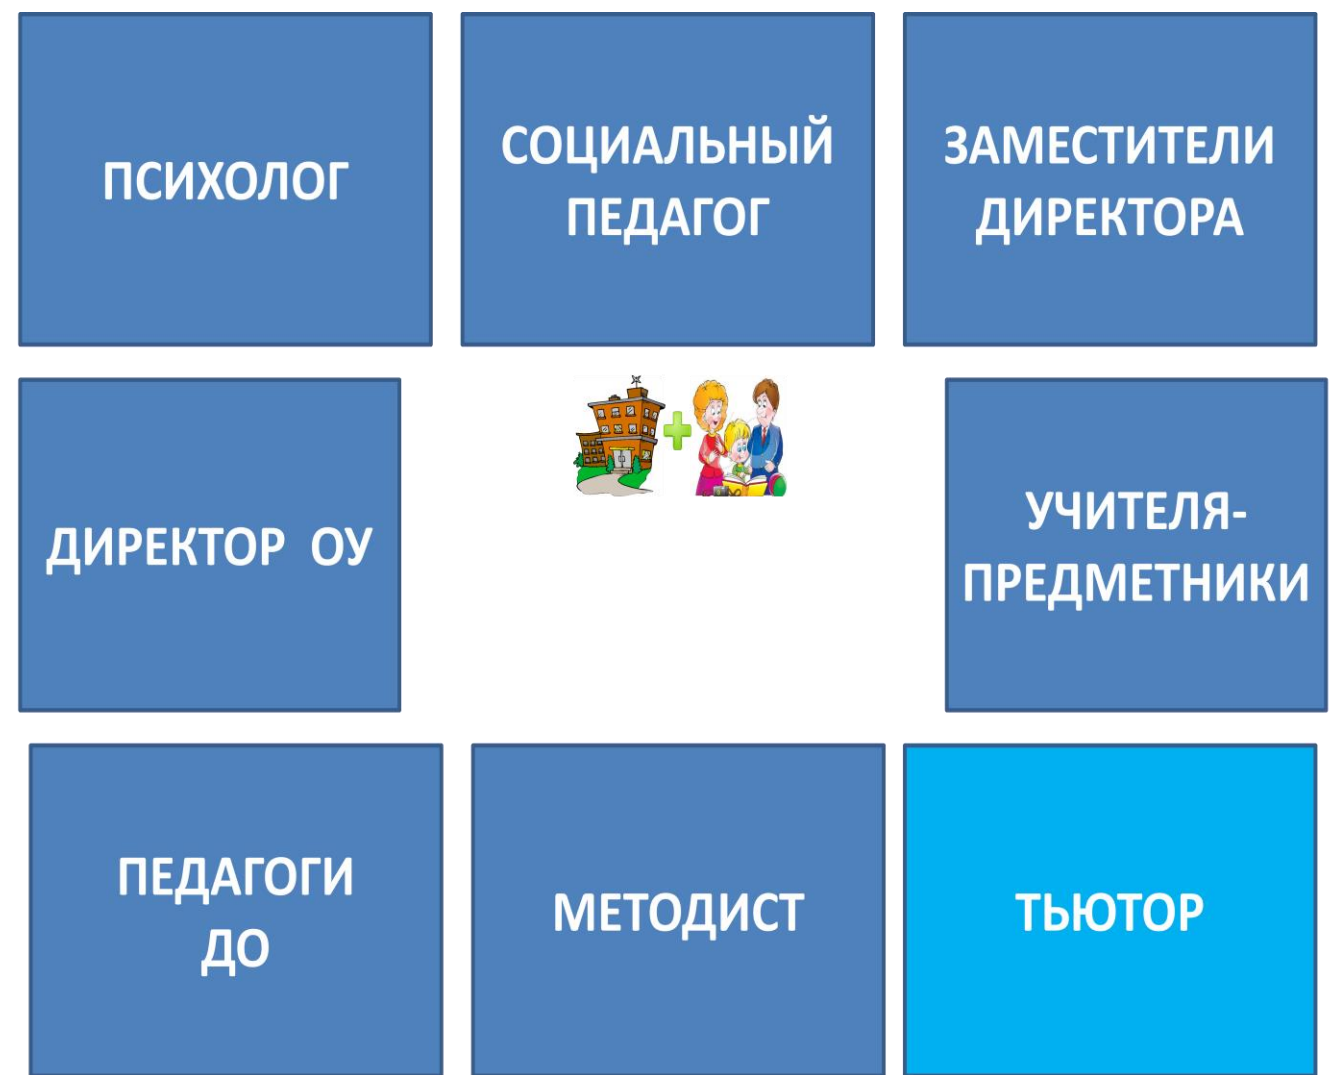 ПСИХОЛОГ
СОЦИАЛЬНЫЙ
ПЕДАГОГ
ЗАМЕСТИТЕЛИ
ДИРЕКТОРА
ДИРЕКТОР ОУ
УЧИТЕЛЯ-
ПРЕДМЕТНИКИ
ПЕДАГОГИ
ДО
МЕТОДИСТ
ТЬЮТОР